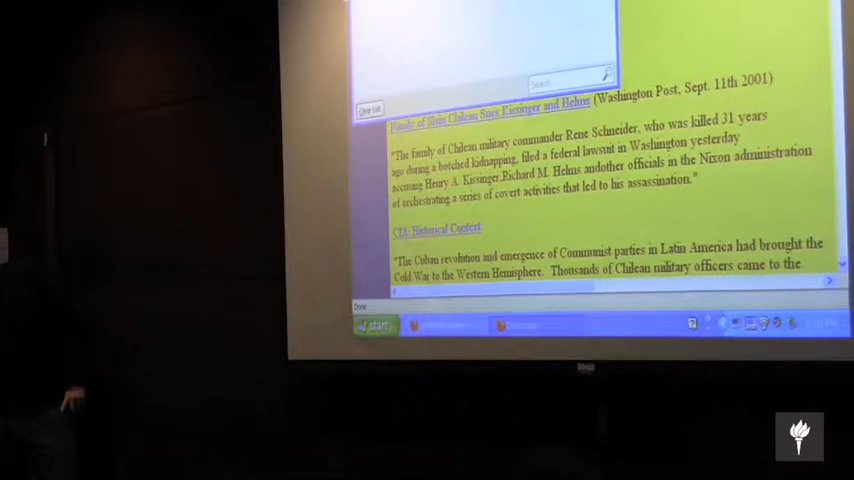 Search
Family of Slain Chilean Sues Kissinger and Helms (Washington Post, Sept. 11th 2001)
"The family of Chilean military commander Rene Schneider, who was killed 31 years
ago during a botched kidnapping, filed a federal lawsuit in Washington yesterday
accusing Henry A. Kissinger,Richard M. Helms andother officials in the Nixon administration
of orchestrating a series of covert activities that led to his assassination."
CIA: Historical Context
"The Cuban revolution and emergence of Communist parties in Latin America had brought the
Cold War to the Western Hemisphere. Thousands of Chilean military officers came to the
Done
start